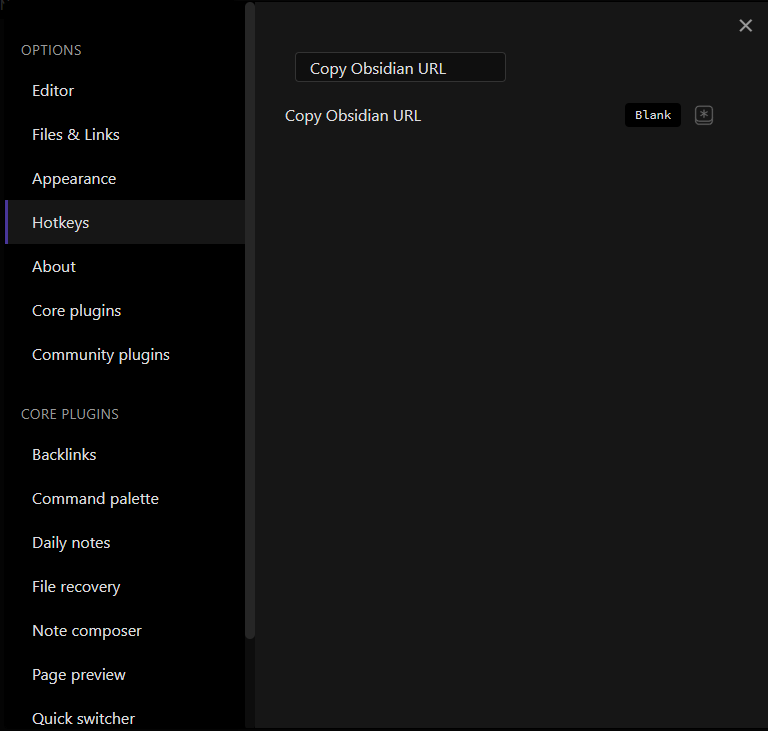 OPTIONS
Editor
Files & Links
Appearance
Hotkeys
About
Core plugins
Community plugins
CORE PLUGINS
Backlinks
Command palette
Daily notes
File recovery
Note composer
Page preview
Quick switcher
Copy Obsidian URL
Copy Obsidian URL Blank